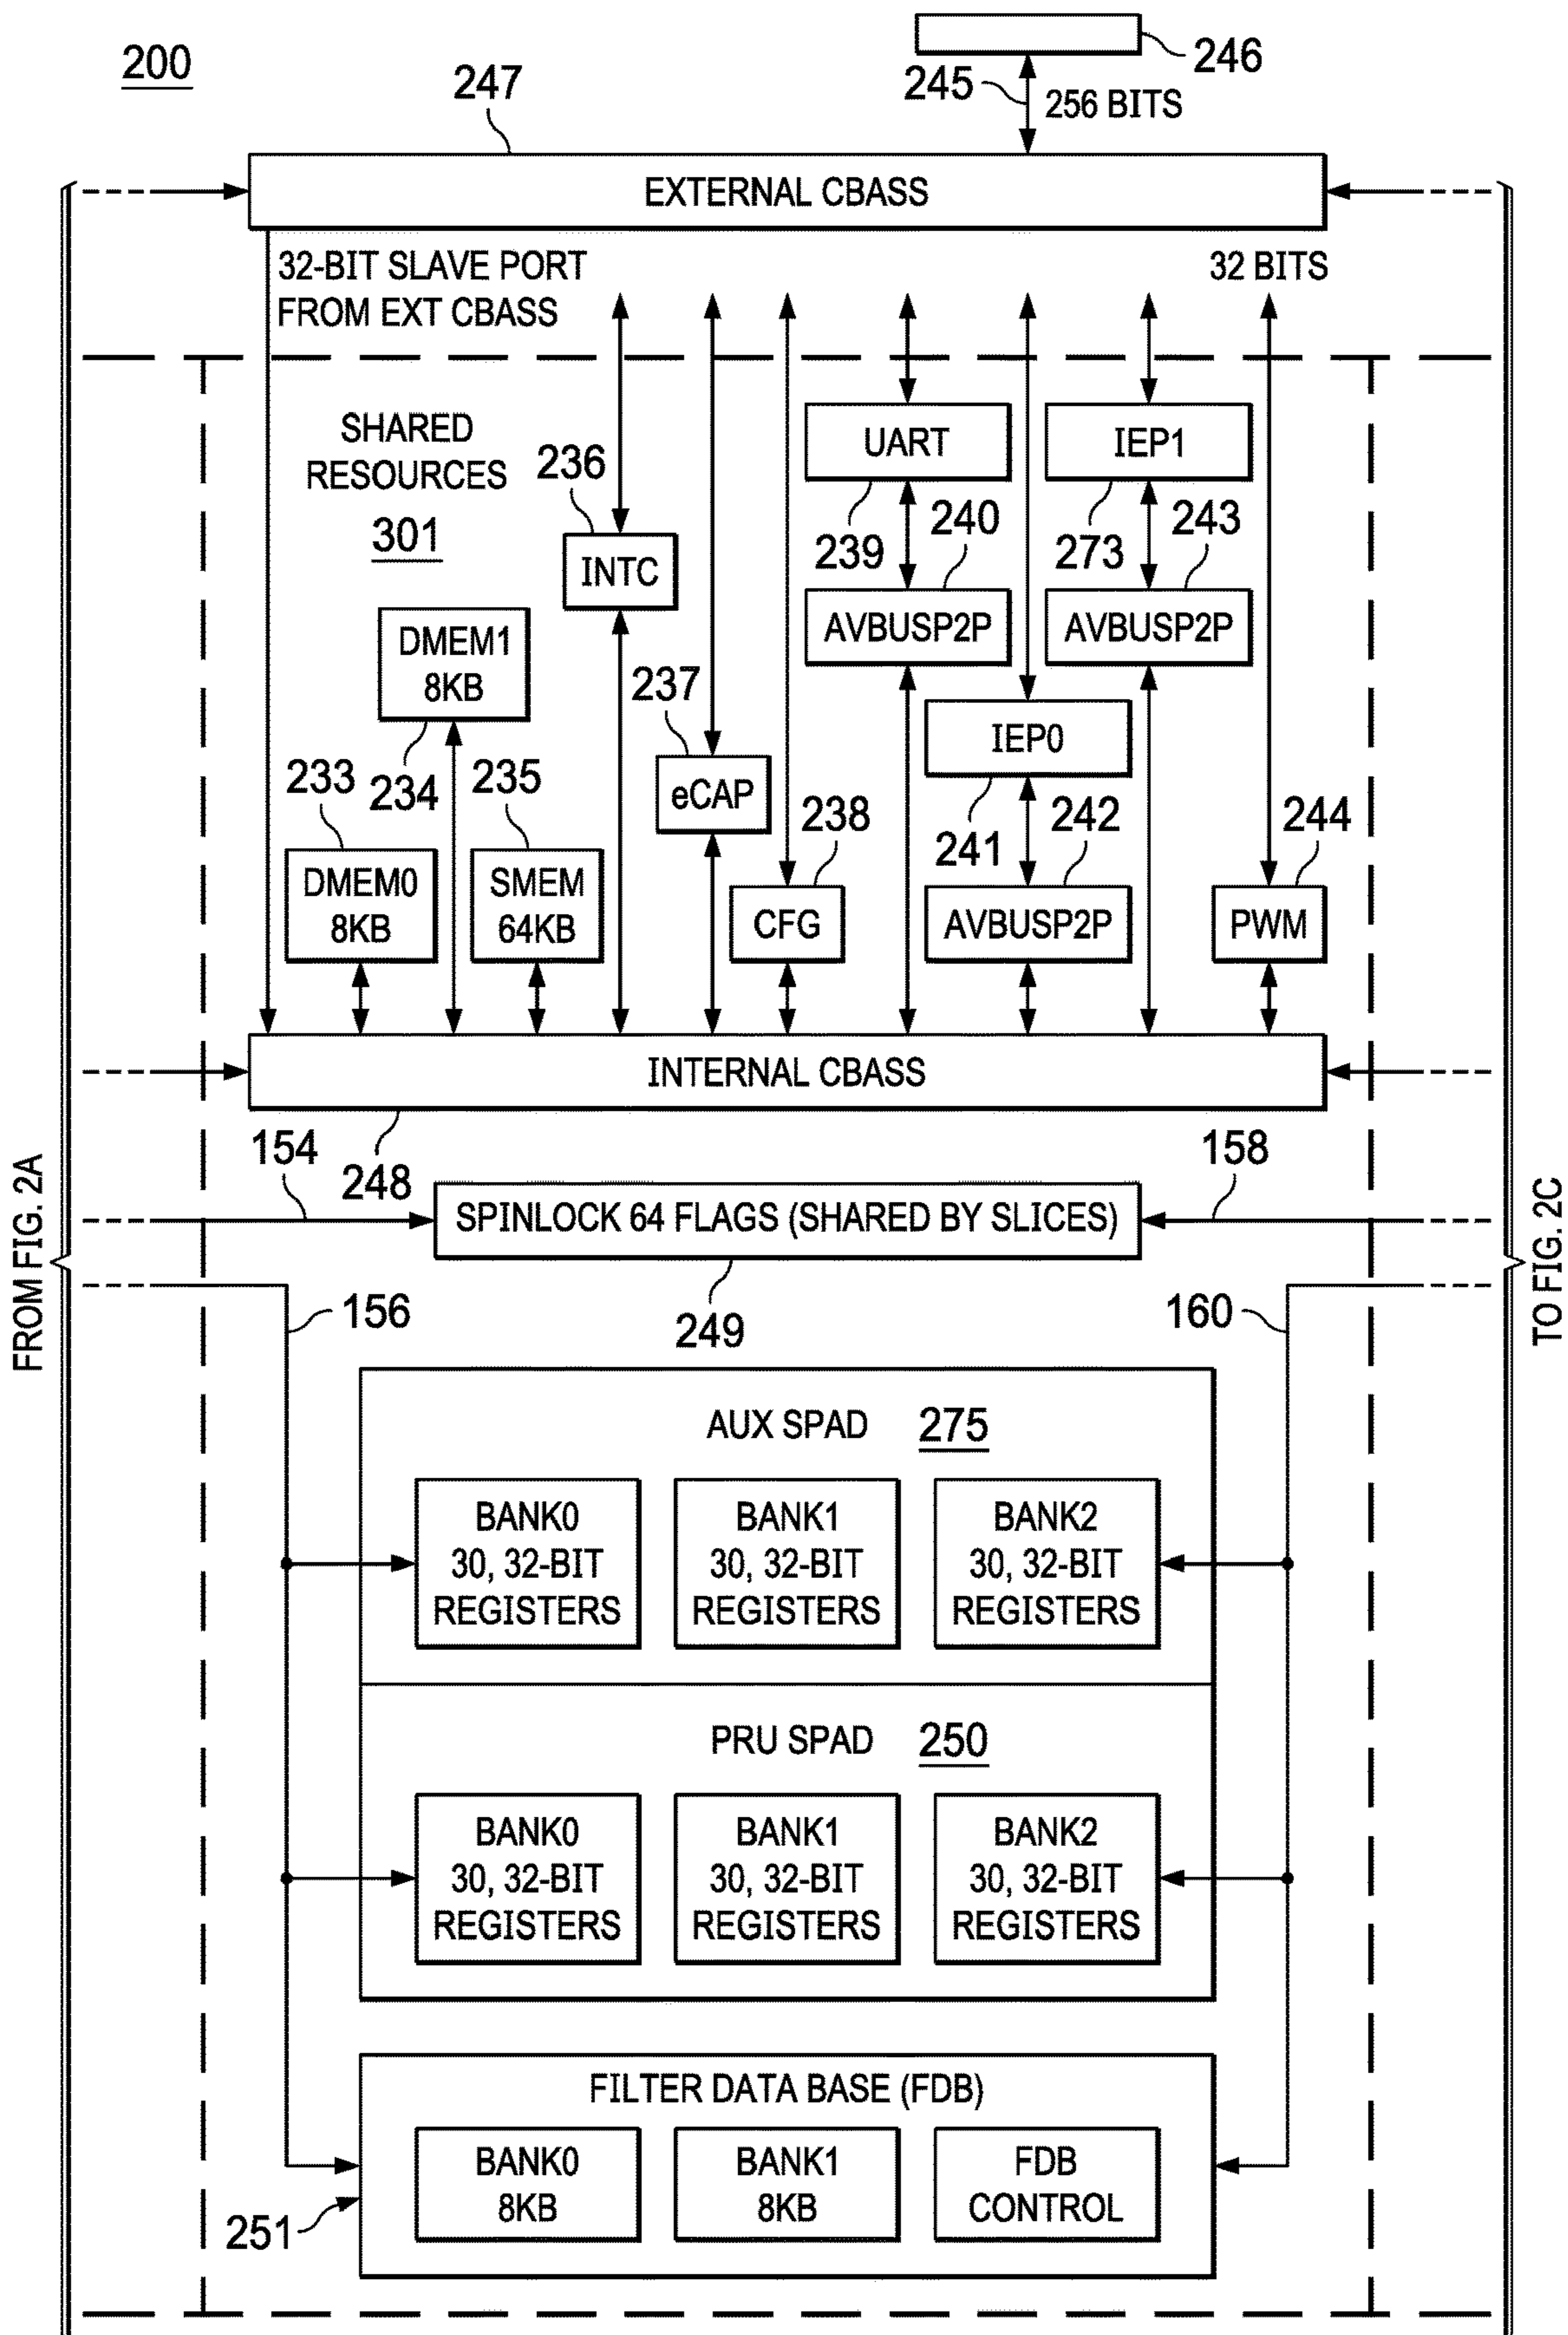 200
247
245
246
256 BITS
EXTERNAL CBASS
32-BIT SLAVE PORT
FROM EXT CBASS
32 BITS
SHARED
RESOURCES
301
236
INTC
UART
IEP1
239
240
273
243
AVBUSP2P
AVBUSP2P
DMEM1
8KB
234
237
eCAP
IEP0
241
242
233
235
238
244
DMEM0
8KB
SMEM
64KB
CFG
AVBUSP2P
PWM
INTERNAL CBASS
248
154
158
SPINLOCK 64 FLAGS (SHARED BY SLICES)
249
FROM FIG. 2A
TO FIG. 2C
156
160
AUX SPAD 275
BANK0
30, 32-BIT
REGISTERS
BANK1
30, 32-BIT
REGISTERS
BANK2
30, 32-BIT
REGISTERS
PRU SPAD 250
BANK0
30, 32-BIT
REGISTERS
BANK1
30, 32-BIT
REGISTERS
BANK2
30, 32-BIT
REGISTERS
FILTER DATA BASE (FDB)
BANK0
8KB
BANK1
8KB
FDB
CONTROL
251